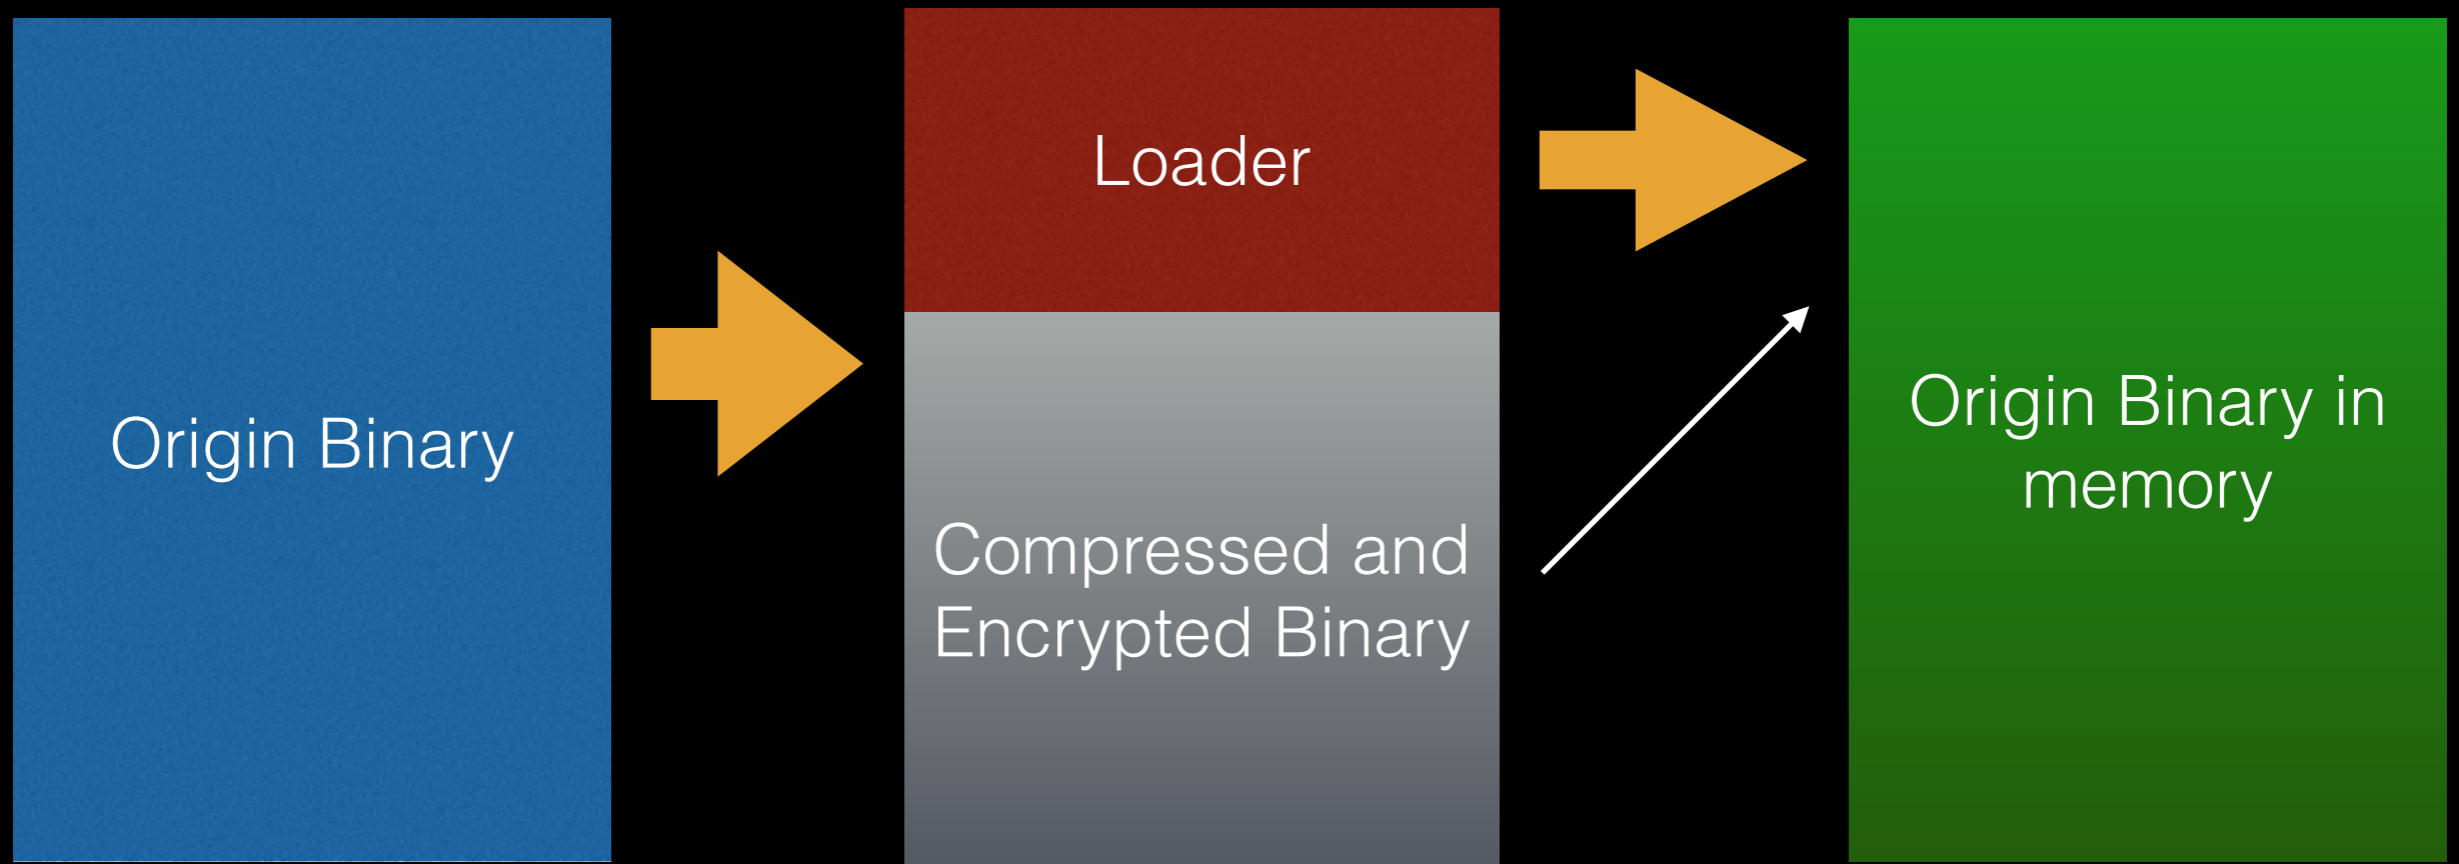 Origin Binary
Loader
Compressed and
Encrypted Binary
Origin Binary in
memory